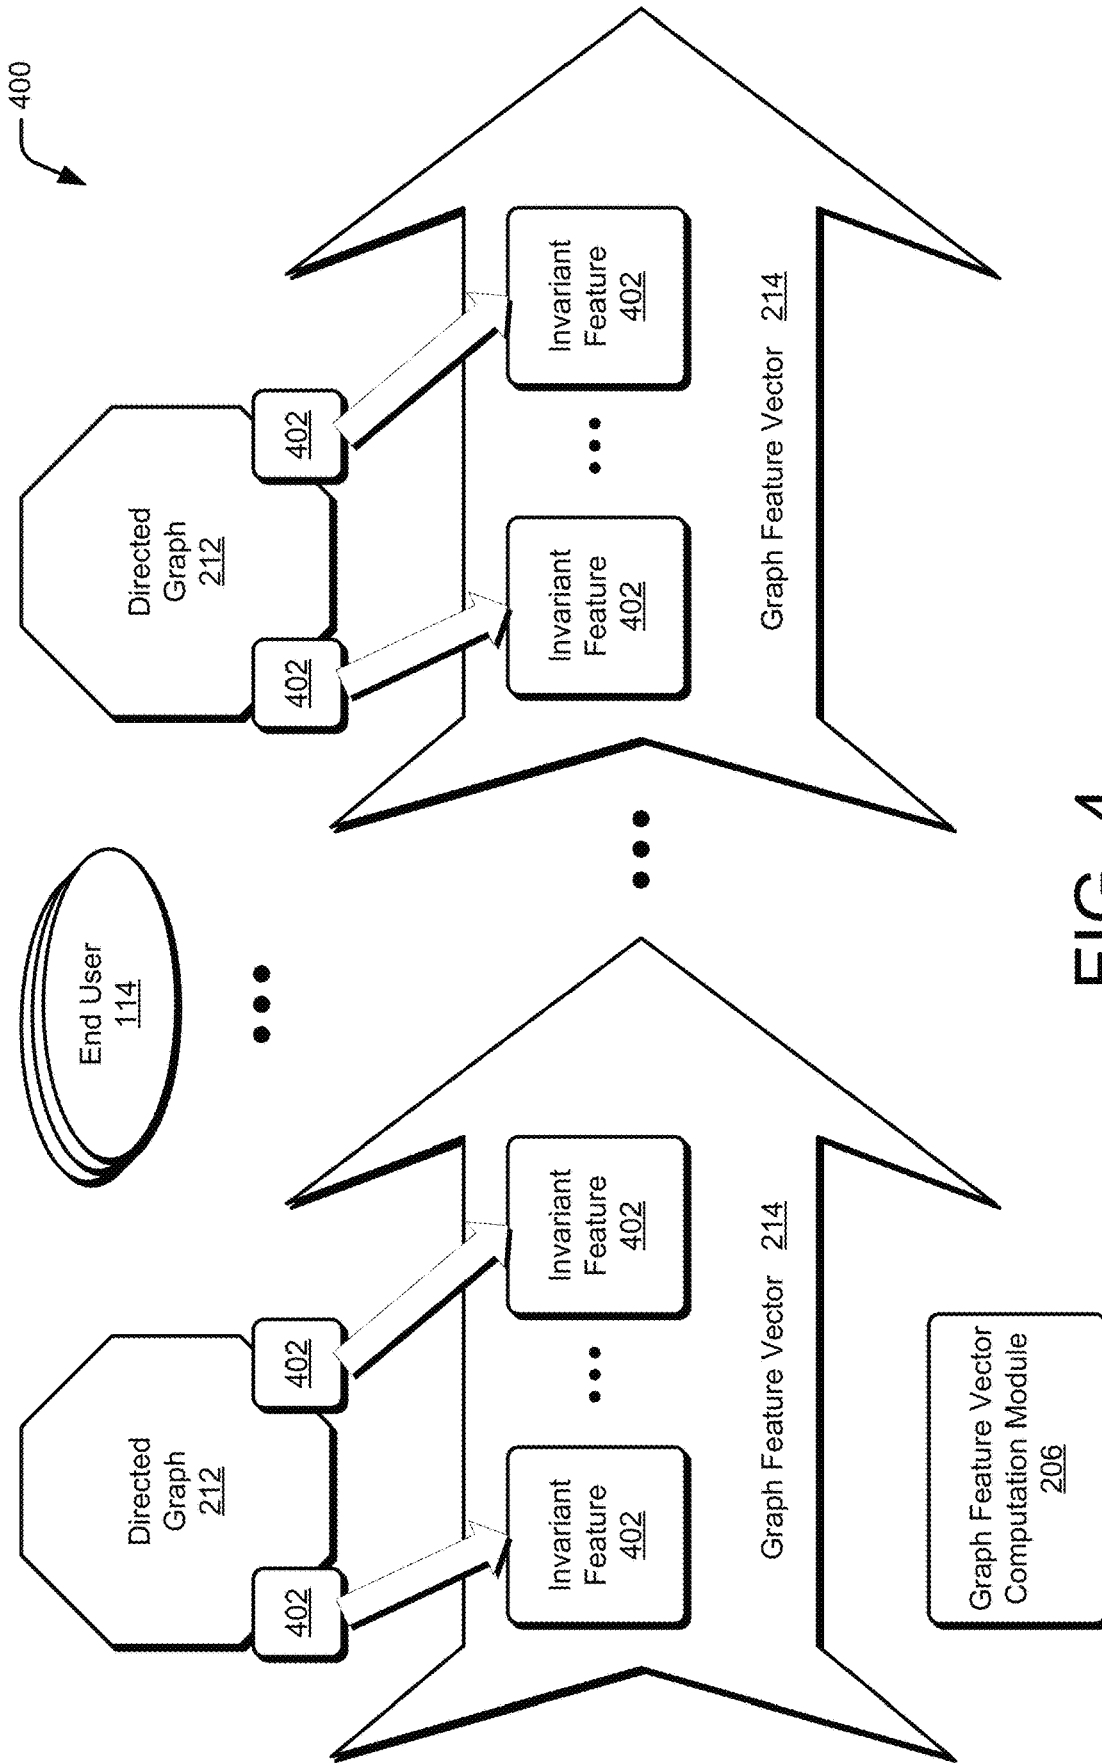 400
End User
114
Directed
Graph
212
402
402
Directed
Graph
212
402
402
Invariant
Feature
402
Invariant
Feature
402
Graph Feature Vector 214
Invariant
Feature
402
Invariant
Feature
402
Graph Feature Vector 214
Graph Feature Vector
Computation Module
206
FIG. 4